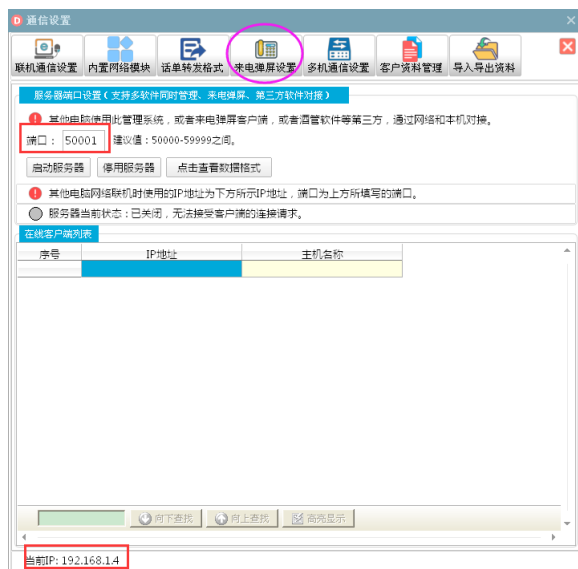 通信设置
联机通信设置 内置网络模块 话单转发格式 来电弹屏设置 多机通信设置 客户资料管理 导入导出资料
服务器端口设置(支持多软件同时管理、来电弹屏、第三方软件对接)
其他电脑使用此管理系统，或者来电弹屏客户端，或者酒管软件等第三方，通过网络和本机对接。
端口： 50001 建议值：50000-59999之间。
启动服务器 停用服务器 点击查看数据格式
其他电脑网络联机时使用的IP地址为下方所示IP地址，端口为上方所填写的端口。
服务器当前状态：已关闭，无法接受客户端的连接请求。
在线客户端列表
序号 IP地址 主机名称
向下查找 向上查找 高亮显示
当前IP: 192.168.1.4